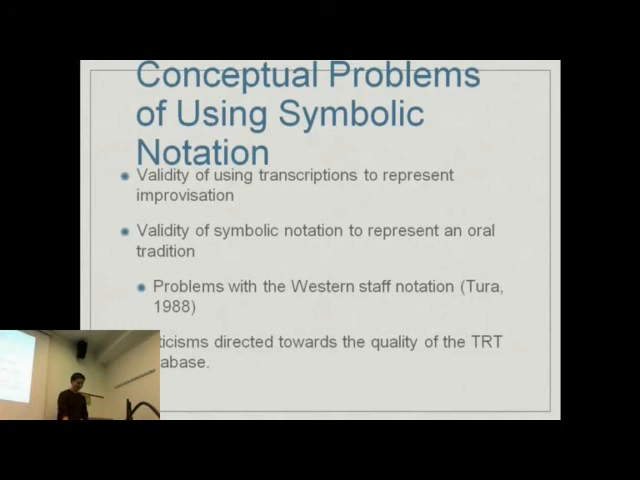 Conceptual Problems
of Using Symbolic
Notation
Validity of using transcriptions to represent
improvisation
Validity of symbolic notation to represent an oral
tradition
Problems with the Western staff notation (Tura,
1988)
ticisms directed towards the quality of the TRT
abase.